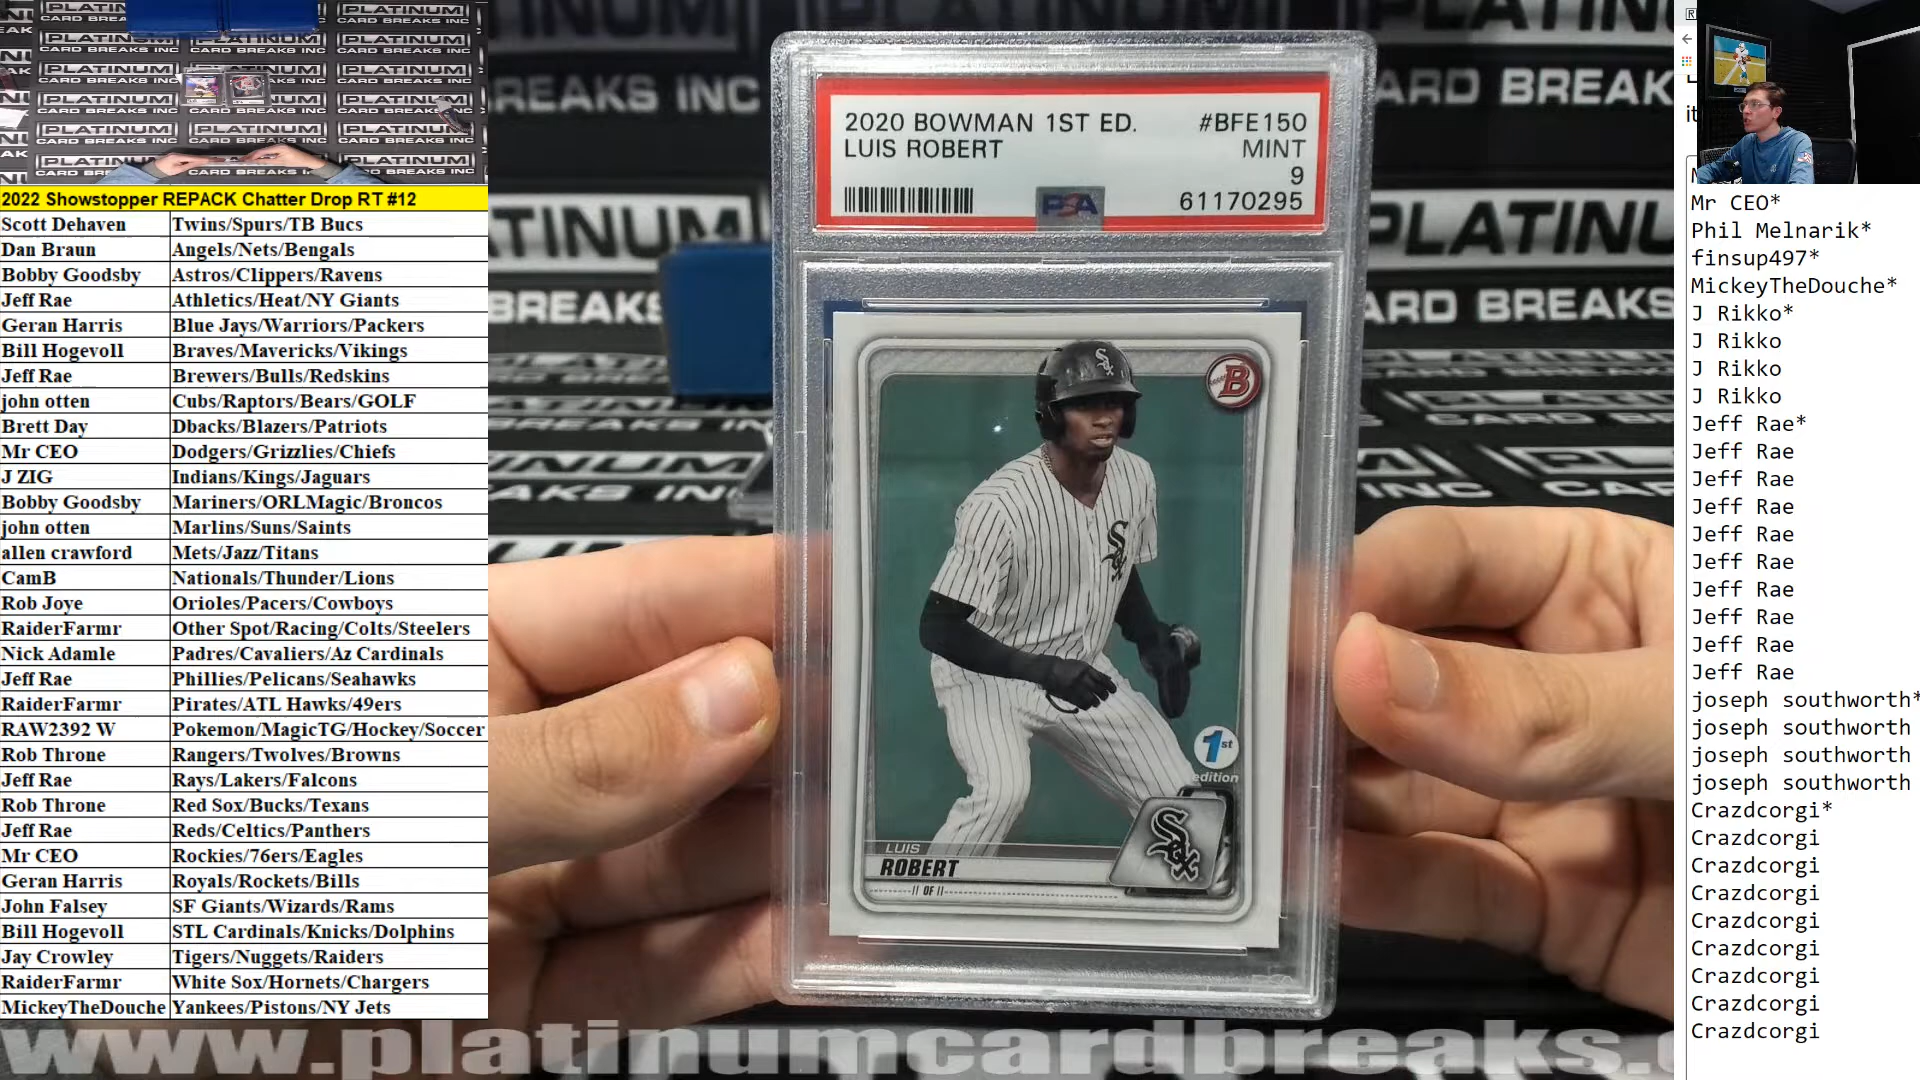 2022 Showstopper REPACK Chatter Drop RT #12
Scott Dehaven Twins/Spurs/TB Bucs
Dan Braun Angels/Nets/Bengals
Bobby Goodsby Astros/Clippers/Ravens
Jeff Rae Athletics/Heat/NY Giants
Geran Harris Blue Jays/Warriors/Packers
Bill Hogevoll Braves/Mavericks/Vikings
Jeff Rae Brewers/Bulls/Redskins
john otten Cubs/Raptors/Bears/GOLF
Brett Day Dbacks/Blazers/Patriots
Mr CEO Dodgers/Grizzlies/Chiefs
J ZIG Indians/Kings/Jaguars
Bobby Goodsby Mariners/ORLMagic/Broncos
john otten Marlins/Suns/Saints
allen crawford Mets/Jazz/Titans
CamB Nationals/Thunder/Lions
Rob Joye Orioles/Pacers/Cowboys
RaiderFarmr Other Spot/Racing/Colts/Steelers
Nick Adamle Padres/Cavaliers/Az Cardinals
Jeff Rae Phillies/Pelicans/Seahawks
RaiderFarmr Pirates/ATL Hawks/49ers
RAW2392 W Pokemon/MagicTG/Hockey/Soccer
Rob Throne Rangers/Twolves/Browns
Jeff Rae Rays/Lakers/Falcons
Rob Throne Red Sox/Bucks/Texans
Jeff Rae Reds/Celtics/Panthers
Mr CEO Rockies/76ers/Eagles
Geran Harris Royals/Rockets/Bills
John Falsey SF Giants/Wizards/Rams
Bill Hogevoll STL Cardinals/Knicks/Dolphins
Jay Crowley Tigers/Nuggets/Raiders
RaiderFarmr White Sox/Hornets/Chargers
MickeyTheDouche Yankees/Pistons/NY Jets
2020 BOWMAN 1ST ED. #BFE150
LUIS ROBERT MINT
9
PSA 61170295
B
Sox
Sox
1st
edition
Sox
LUIS
ROBERT
II OF II
PLATINUM
CARD BREAKS INC
www.platinumcardbreaks.
Mr CEO*
Phil Melnarik*
finsup497*
MickeyTheDouche*
J Rikko*
J Rikko
J Rikko
J Rikko
Jeff Rae*
Jeff Rae
Jeff Rae
Jeff Rae
Jeff Rae
Jeff Rae
Jeff Rae
Jeff Rae
Jeff Rae
Jeff Rae
joseph southworth*
joseph southworth
joseph southworth
joseph southworth
Crazdcorgi*
Crazdcorgi
Crazdcorgi
Crazdcorgi
Crazdcorgi
Crazdcorgi
Crazdcorgi
Crazdcorgi
Crazdcorgi